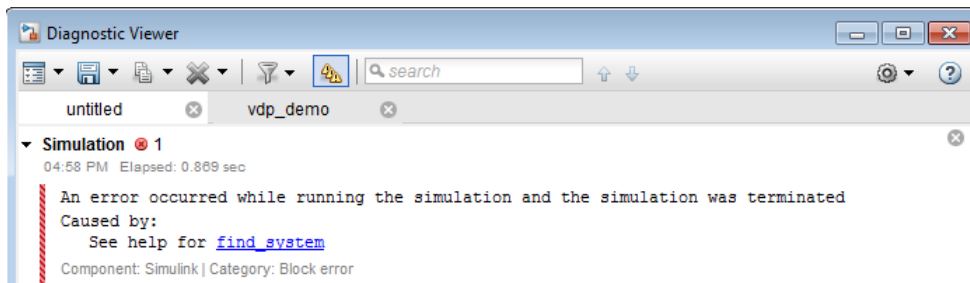 Diagnostic Viewer
search
untitled vdp_demo
Simulation 1
04:58 PM Elapsed: 0.869 sec
An error occurred while running the simulation and the simulation was terminated
Caused by:
See help for find_system
Component: Simulink | Category: Block error